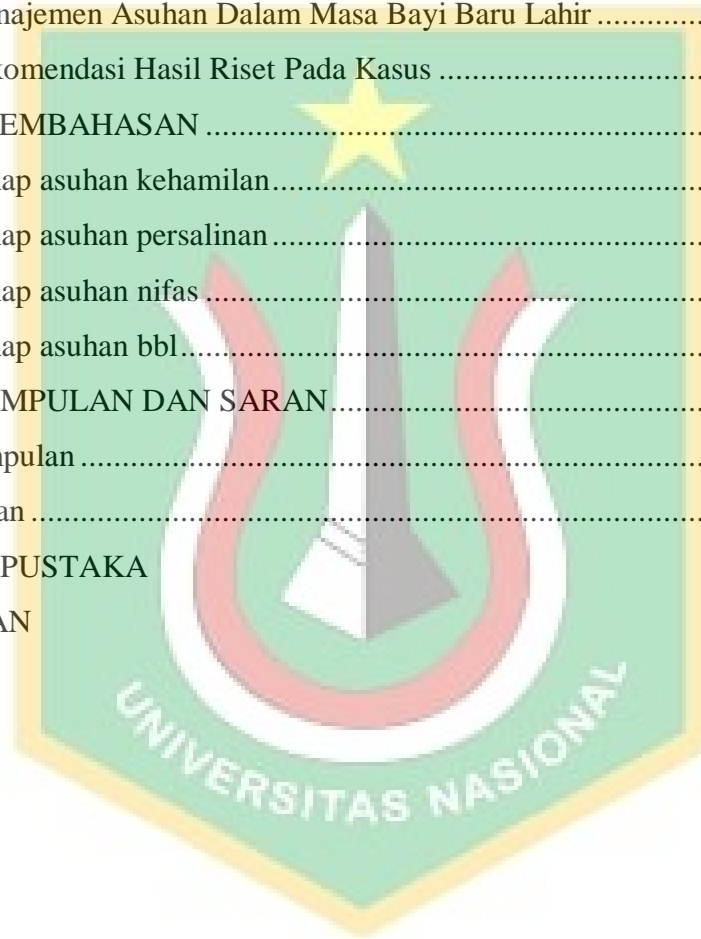 najemen Asuhan Dalam Masa Bayi Baru Lahir ..............
komendasi Hasil Riset Pada Kasus ....................................
EMBAHASAN ....................................................................
ap asuhan kehamilan.........................................................
ap asuhan persalinan .........................................................
ap asuhan nifas ..................................................................
ap asuhan bbl.....................................................................
MPULAN DAN SARAN....................................................
npulan ................................................................................
an .......................................................................................
PUSTAKA
AN
UNIVERSITAS NASIONAL